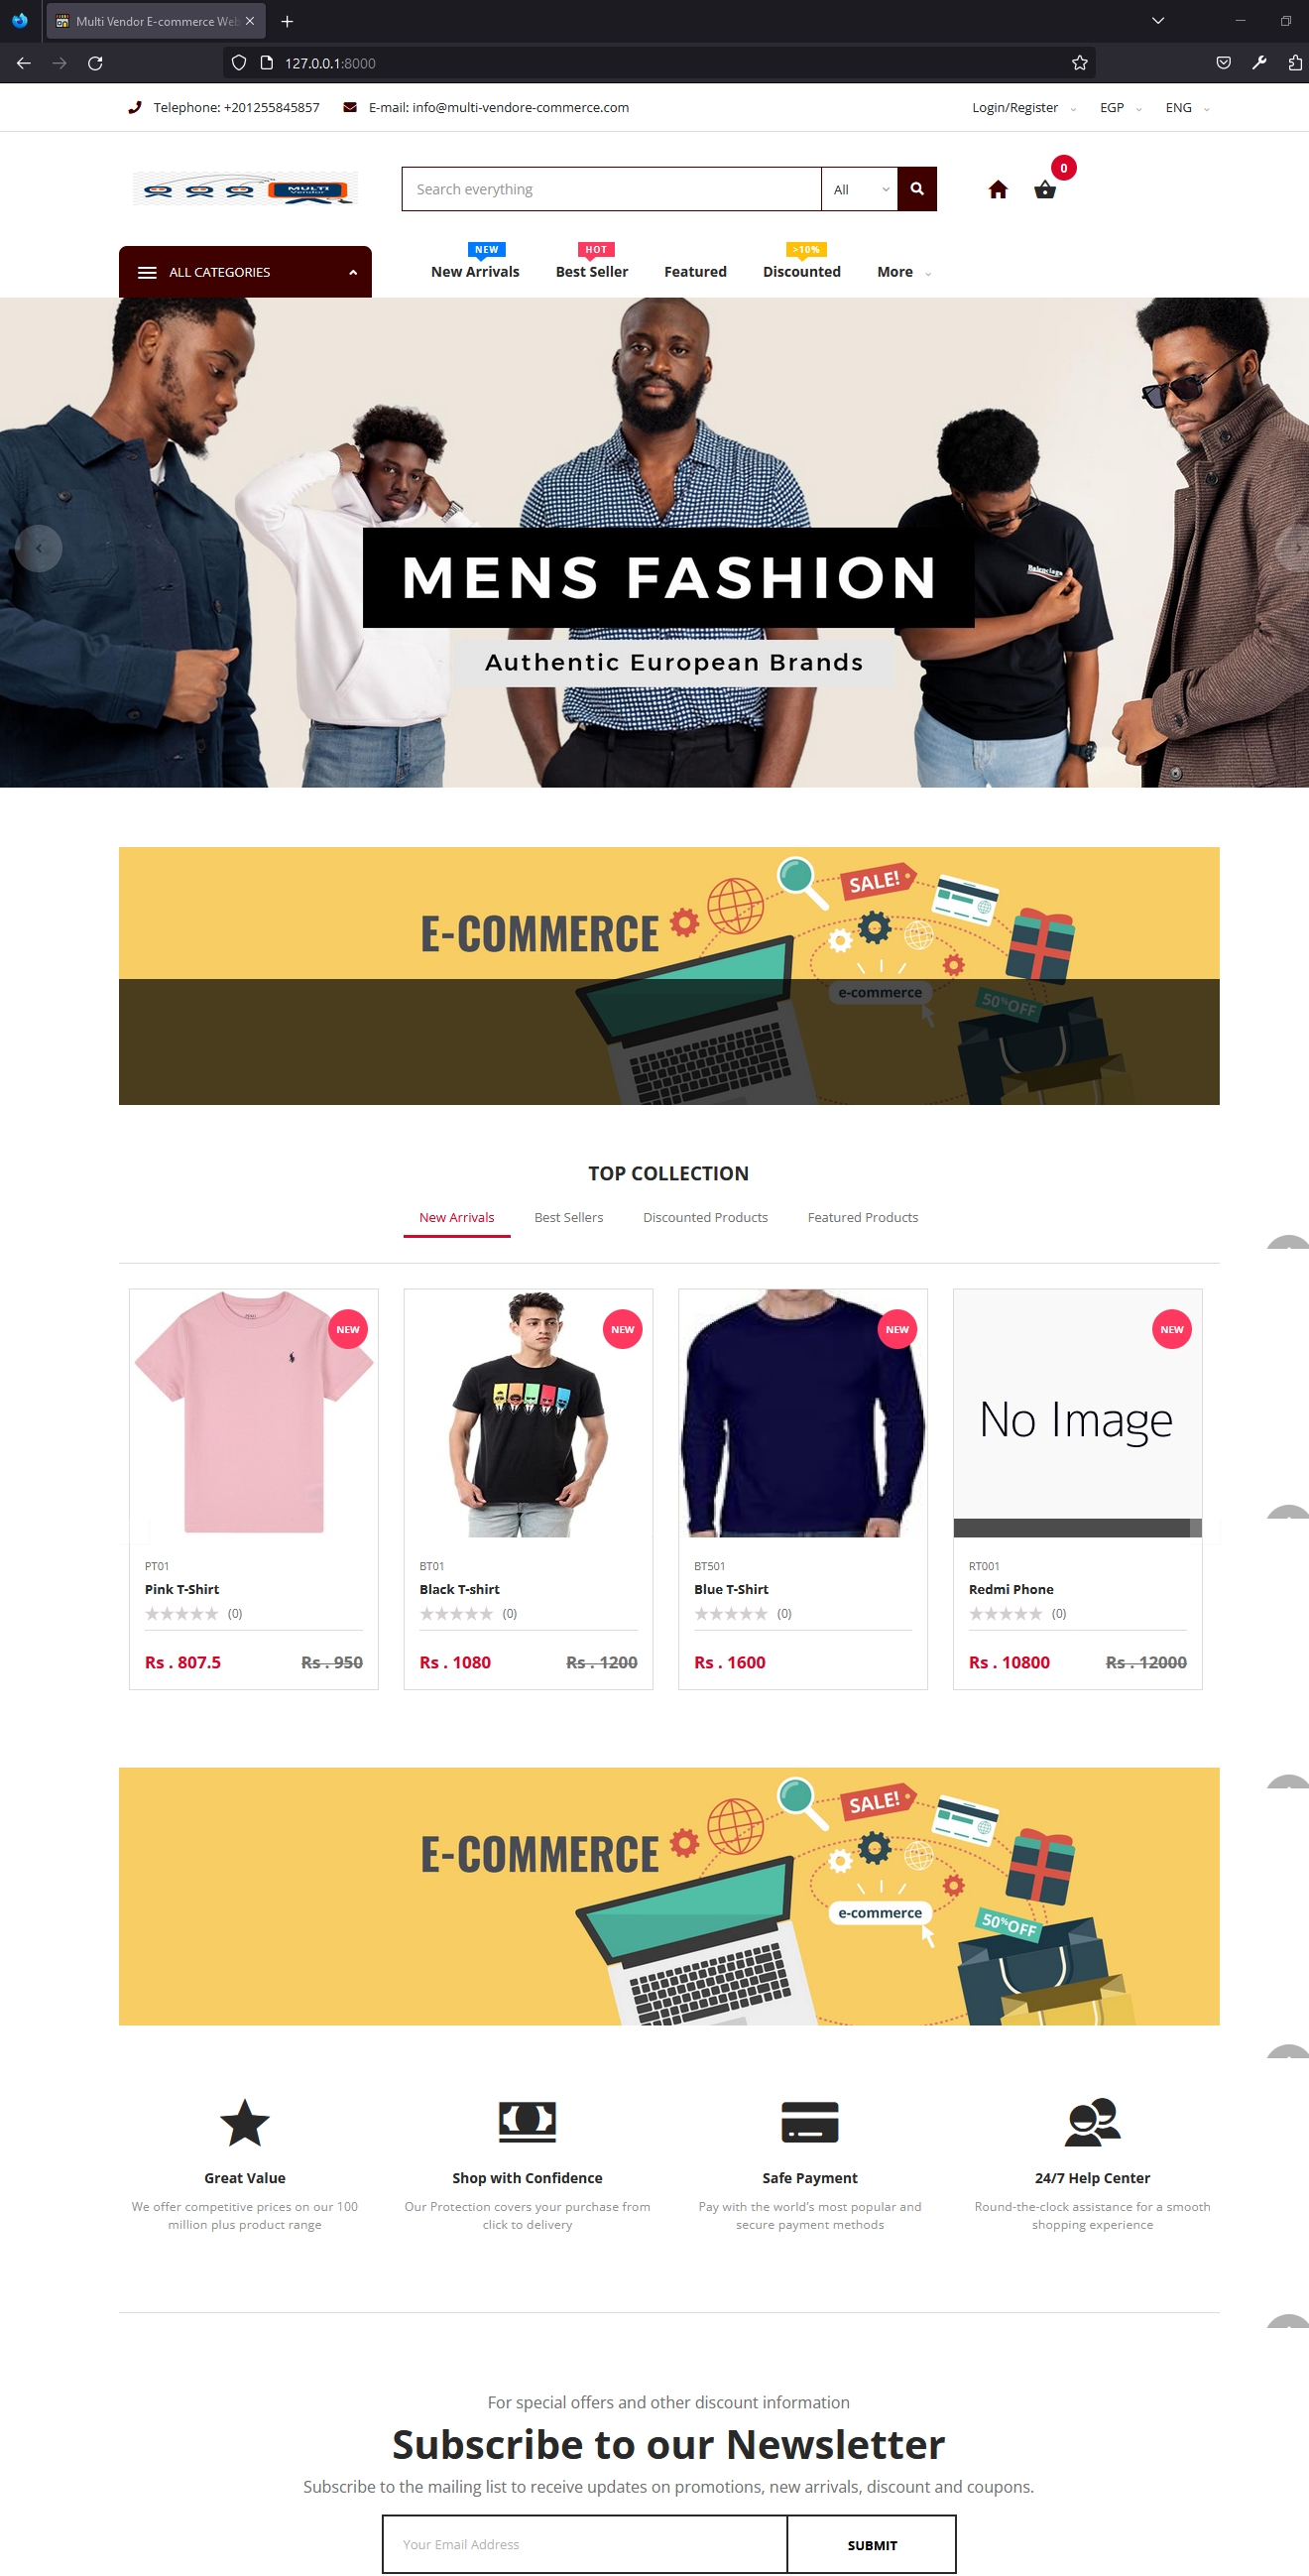 Multi Vendor E-commerce Web
127.0.0.1:8000
Telephone: +201255845857 E-mail: info@multi-vendore-commerce.com Login/Register EGP ENG
MULTI
Vendor
Search everything All 0
NEW HOT >10%
ALL CATEGORIES New Arrivals Best Seller Featured Discounted More
Balenciaga
MENS FASHION
Authentic European Brands
SALE!
E-COMMERCE
e-commerce
50%OFF
TOP COLLECTION
New Arrivals Best Sellers Discounted Products Featured Products
NEW NEW NEW NEW
No Image
PT01 BT01 BT501 RT001
Pink T-Shirt Black T-shirt Blue T-Shirt Redmi Phone
(0) (0) (0) (0)
Rs . 807.5 Rs . 950 Rs . 1080 Rs . 1200 Rs . 1600 Rs . 10800 Rs . 12000
SALE!
E-COMMERCE
e-commerce
50%OFF
Great Value Shop with Confidence Safe Payment 24/7 Help Center
We offer competitive prices on our 100 Our Protection covers your purchase from Pay with the world's most popular and Round-the-clock assistance for a smooth
million plus product range click to delivery secure payment methods shopping experience
For special offers and other discount information
Subscribe to our Newsletter
Subscribe to the mailing list to receive updates on promotions, new arrivals, discount and coupons.
Your Email Address SUBMIT